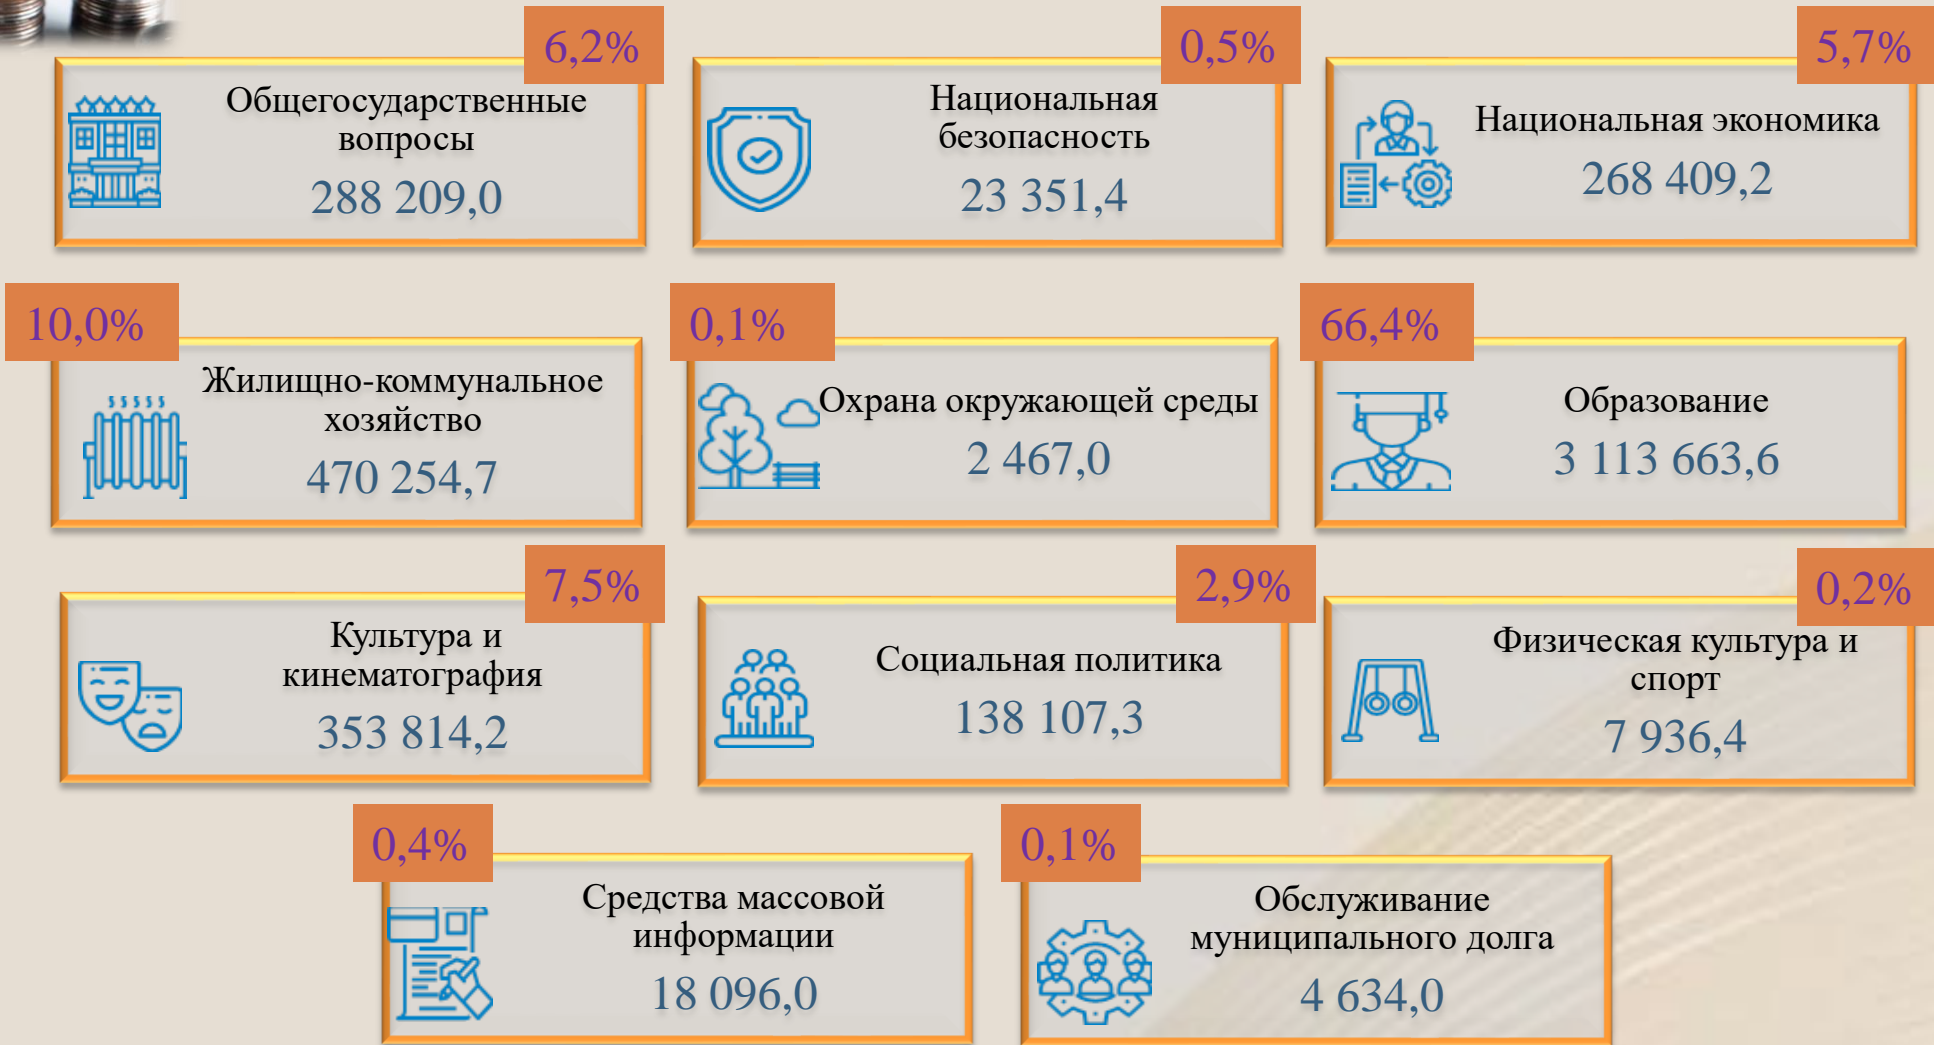 6,2%
Общегосударственные
вопросы
288 209,0
0,5%
Национальная
безопасность
23 351,4
5,7%
Национальная экономика
268 409,2
10,0%
Жилищно-коммунальное
хозяйство
470 254,7
0,1%
Охрана окружающей среды
2 467,0
66,4%
Образование
3 113 663,6
7,5%
Культура и
кинематография
353 814,2
2,9%
Социальная политика
138 107,3
0,2%
Физическая культура и
спорт
7 936,4
0,4%
Средства массовой
информации
18 096,0
0,1%
Обслуживание
муниципального долга
4 634,0